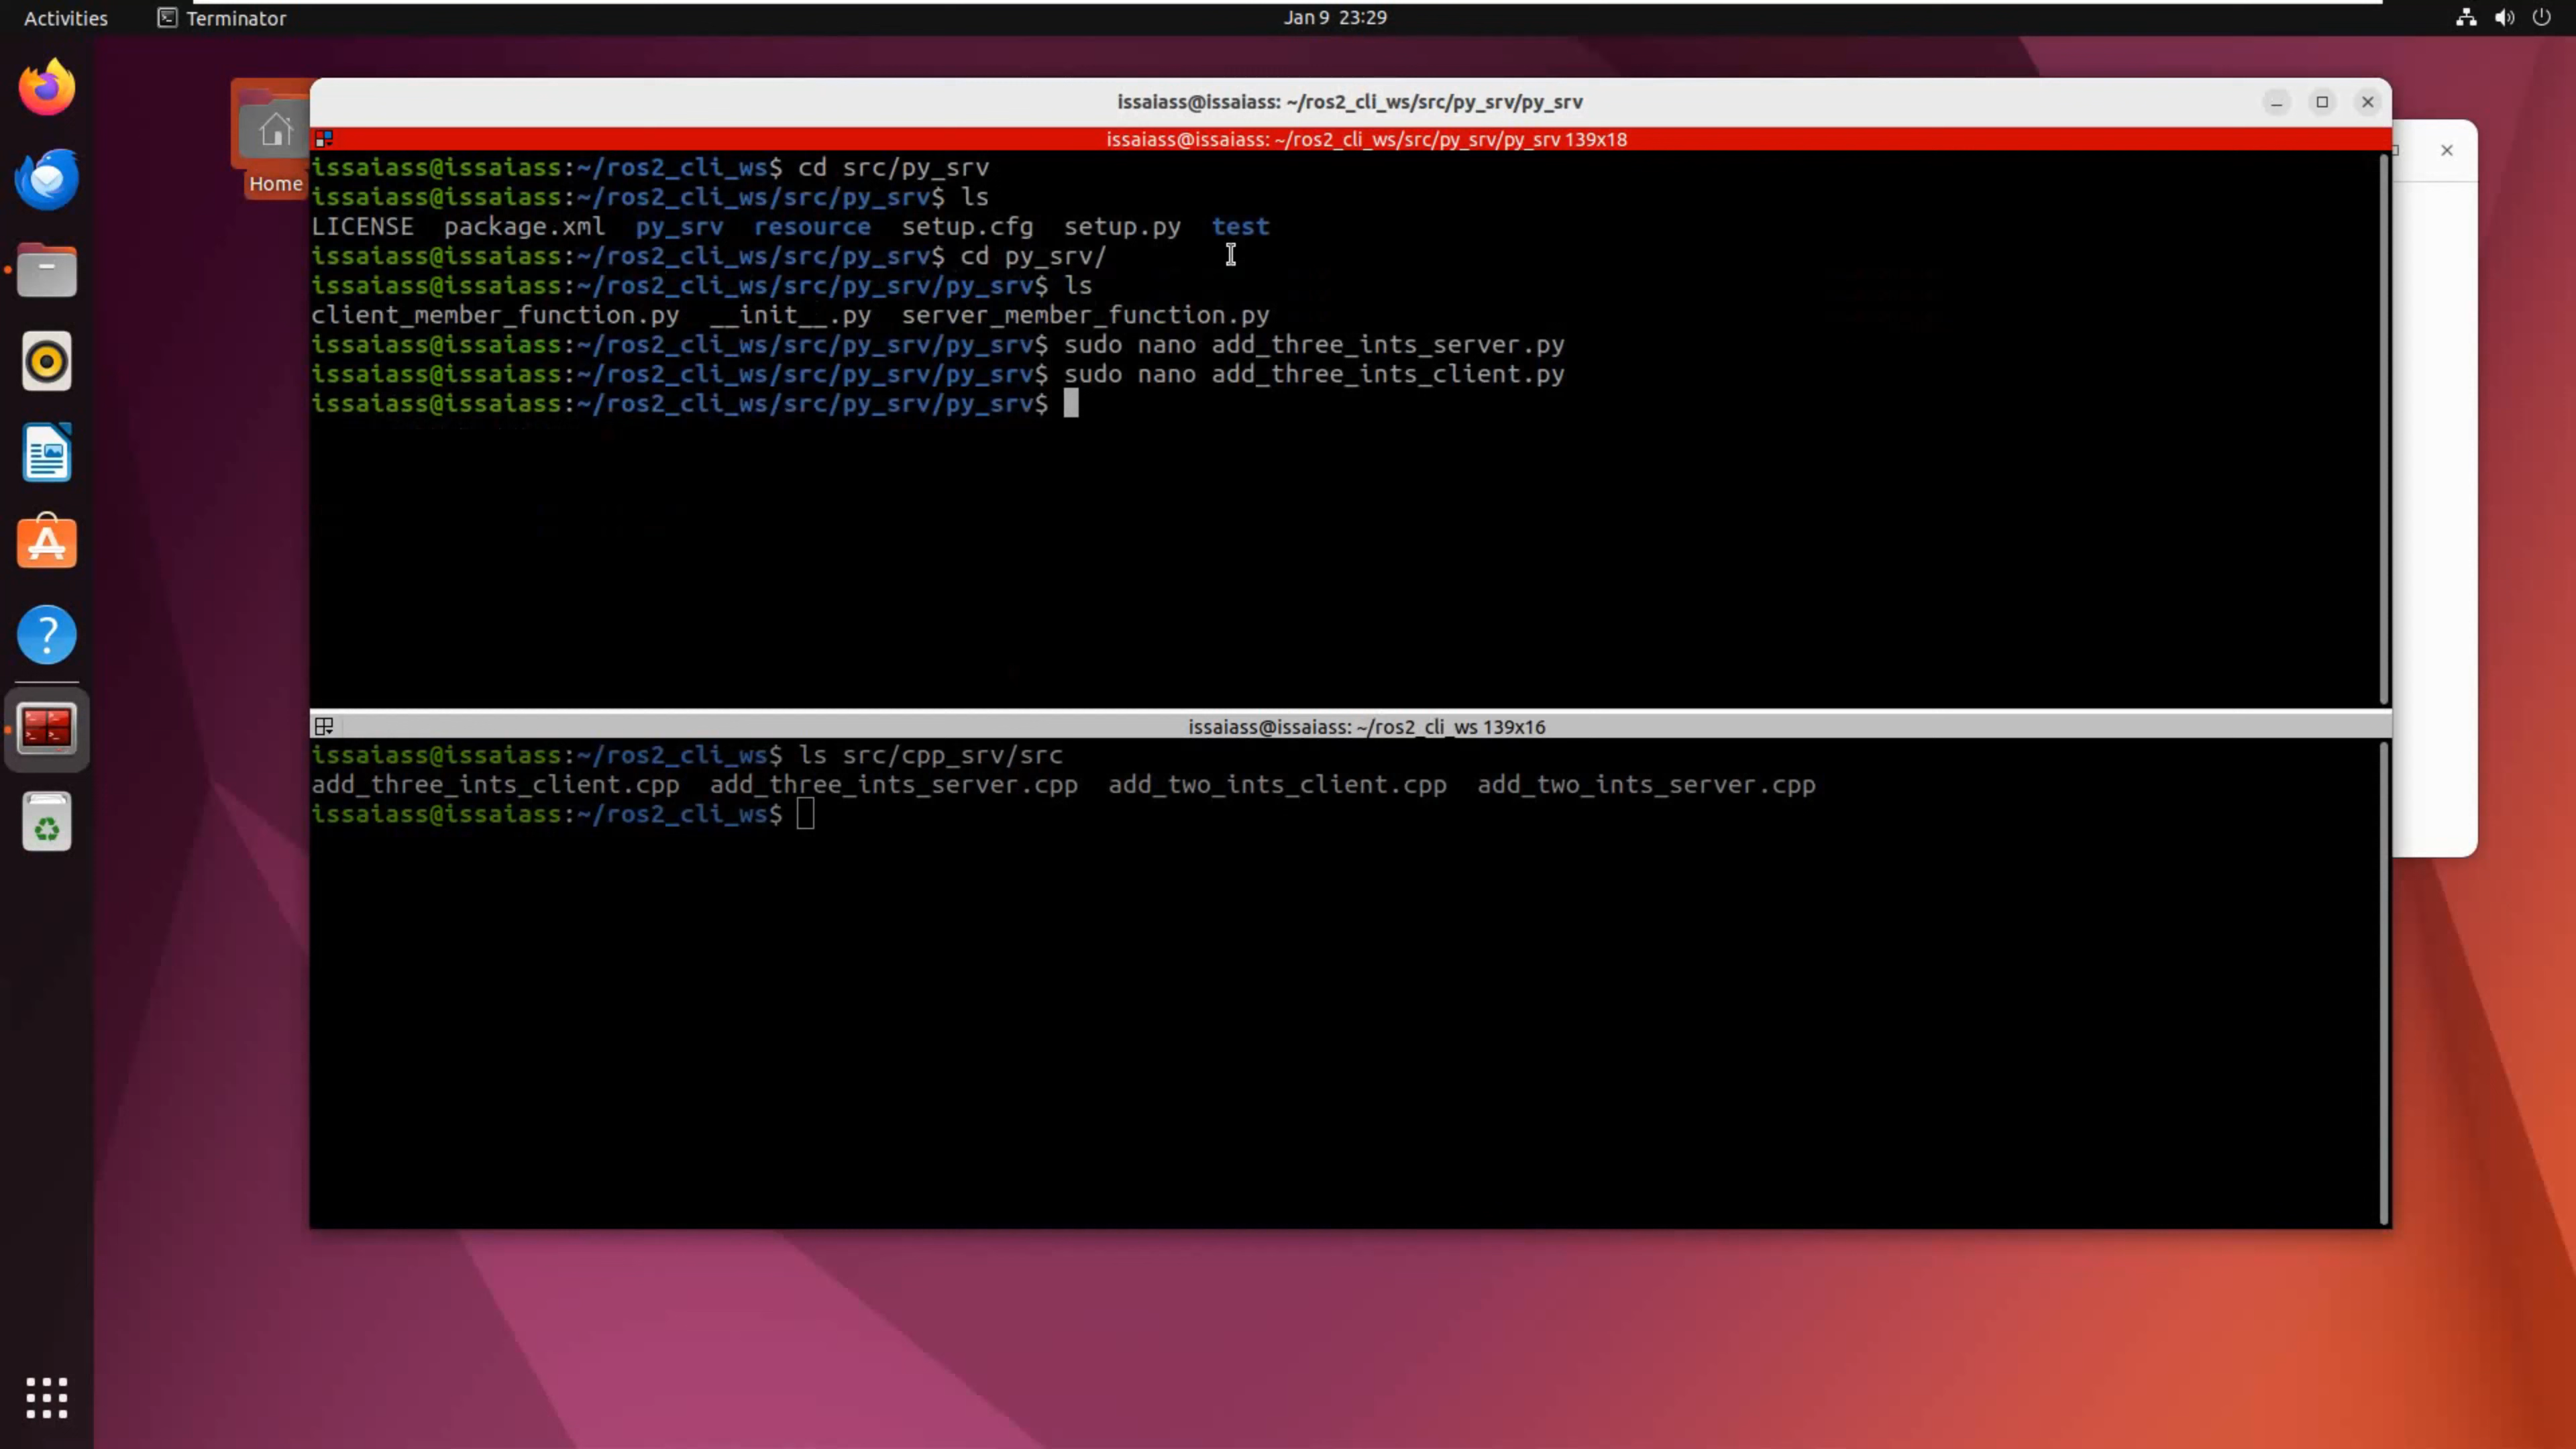 Activities Terminator Jan 9 23:29
Home
issaiass@issaiass: ~/ros2_cli_ws/src/py_srv/py_srv
issaiass@issaiass: ~/ros2_cli_ws/src/py_srv/py_srv 139x18
issaiass@issaiass:~/ros2_cli_ws$ cd src/py_srv
issaiass@issaiass:~/ros2_cli_ws/src/py_srv$ ls
LICENSE package.xml py_srv resource setup.cfg setup.py test
issaiass@issaiass:~/ros2_cli_ws/src/py_srv$ cd py_srv/
issaiass@issaiass:~/ros2_cli_ws/src/py_srv/py_srv$ ls
client_member_function.py __init__.py server_member_function.py
issaiass@issaiass:~/ros2_cli_ws/src/py_srv/py_srv$ sudo nano add_three_ints_server.py
issaiass@issaiass:~/ros2_cli_ws/src/py_srv/py_srv$ sudo nano add_three_ints_client.py
issaiass@issaiass:~/ros2_cli_ws/src/py_srv/py_srv$
issaiass@issaiass: ~/ros2_cli_ws 139x16
issaiass@issaiass:~/ros2_cli_ws$ ls src/cpp_srv/src
add_three_ints_client.cpp add_three_ints_server.cpp add_two_ints_client.cpp add_two_ints_server.cpp
issaiass@issaiass:~/ros2_cli_ws$